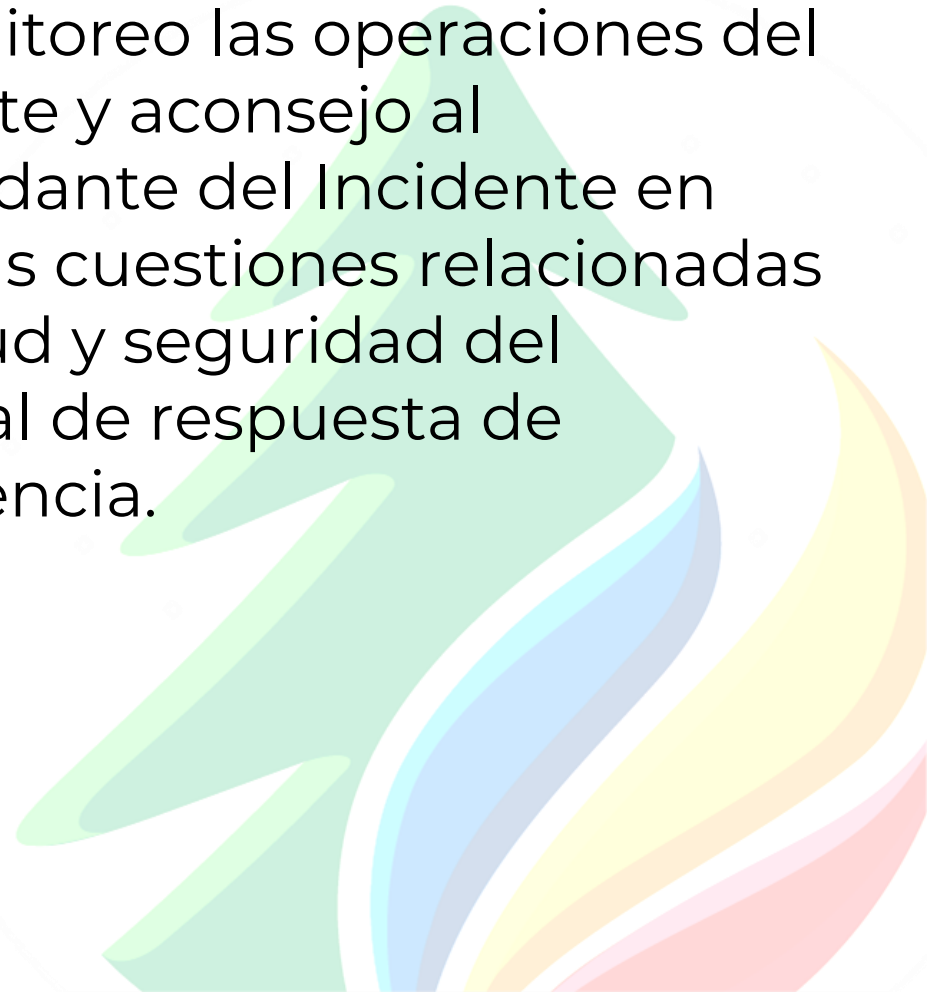 itoreo las operaciones del
te y aconsejo al
dante del Incidente en
s cuestiones relacionadas
ud y seguridad del
al de respuesta de
encia.